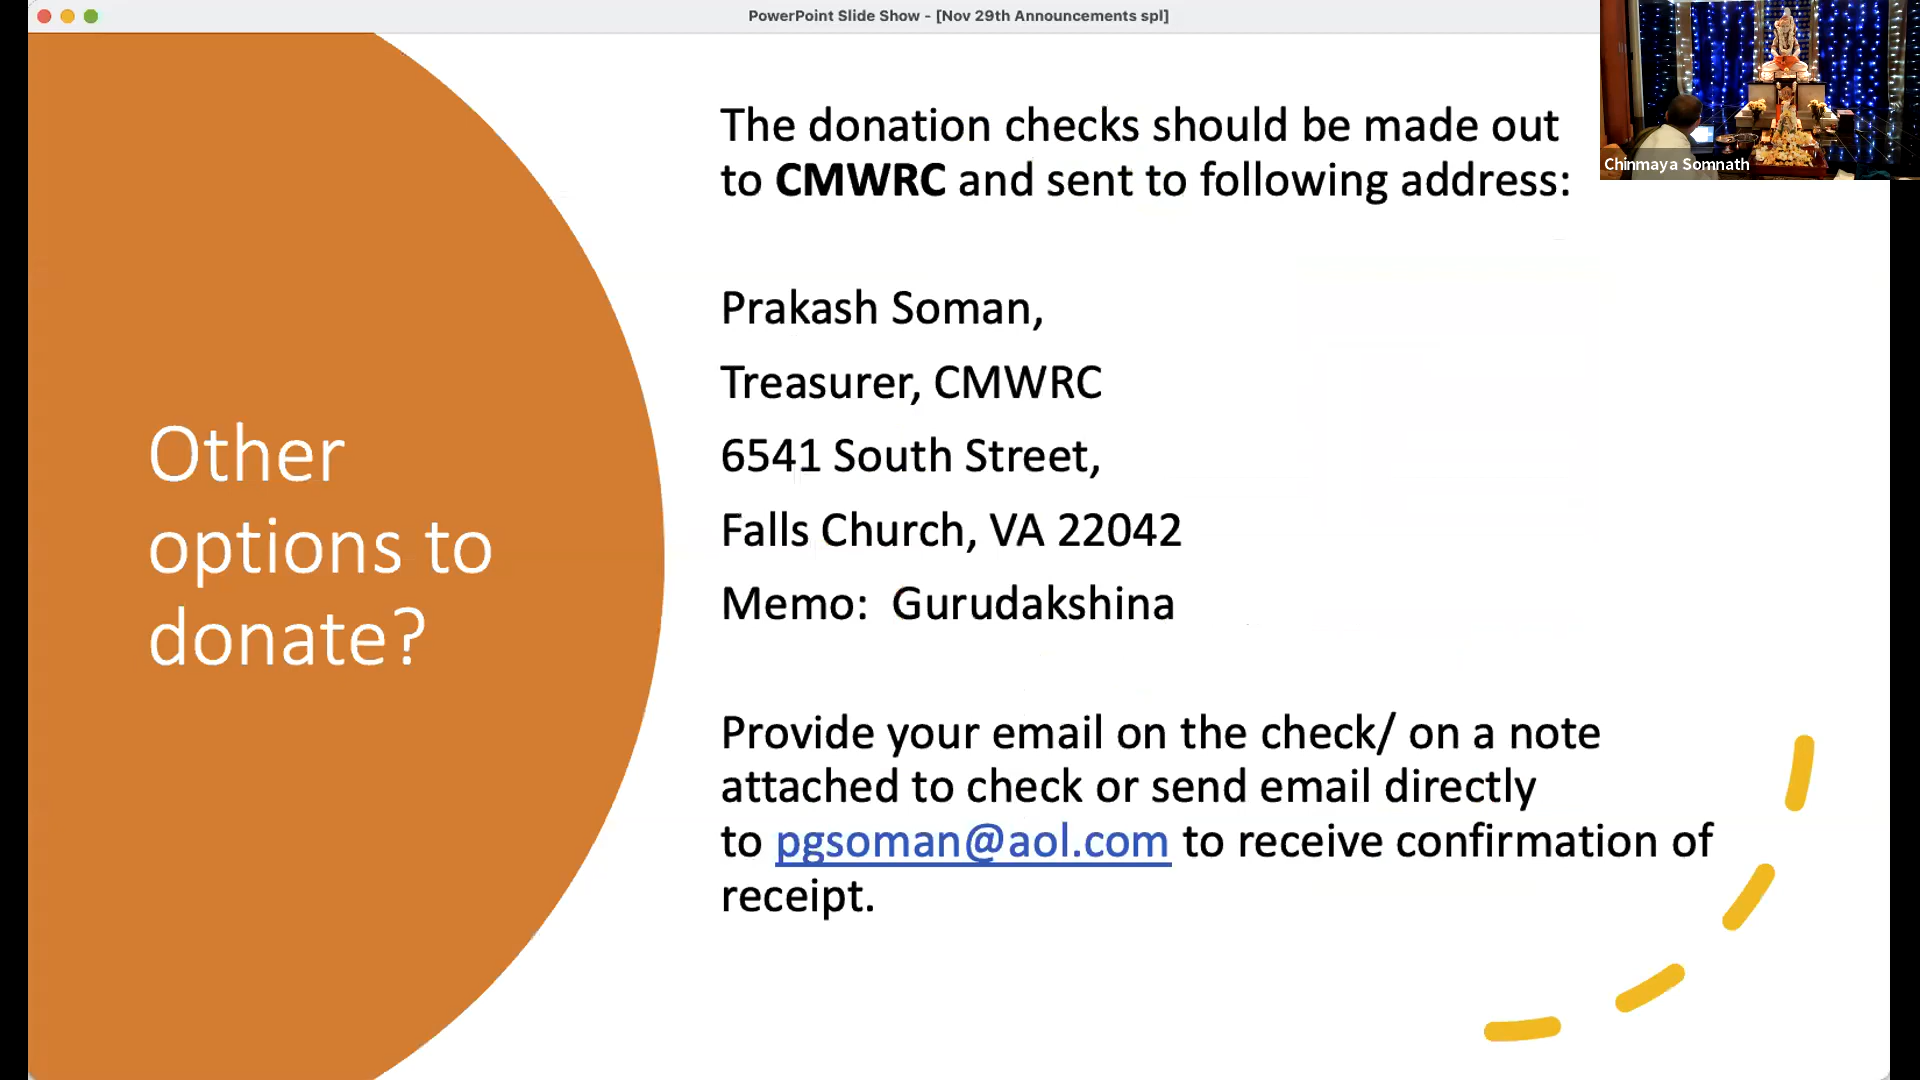 PowerPoint Slide Show - [Nov 29th Announcements spl]
Chinmaya Somnath
Other
options to
donate?
The donation checks should be made out
to CMWRC and sent to following address:
Prakash Soman,
Treasurer, CMWRC
6541 South Street,
Falls Church, VA 22042
Memo:  Gurudakshina
Provide your email on the check/ on a note
attached to check or send email directly
to pgsoman@aol.com to receive confirmation of
receipt.